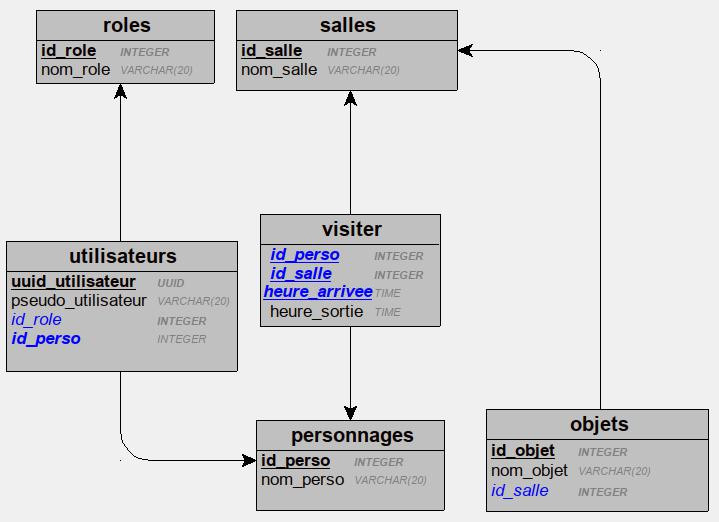 roles
id_role INTEGER
nom_role VARCHAR(20)
salles
id_salle INTEGER
nom_salle VARCHAR(20)
utilisateurs
uuid_utilisateur UUID
pseudo_utilisateur VARCHAR(20)
id_role INTEGER
id_perso INTEGER
visiter
id_perso INTEGER
id_salle INTEGER
heure_arrivee TIME
heure_sortie TIME
personnages
id_perso INTEGER
nom_perso VARCHAR(20)
objets
id_objet INTEGER
nom_objet VARCHAR(20)
id_salle INTEGER